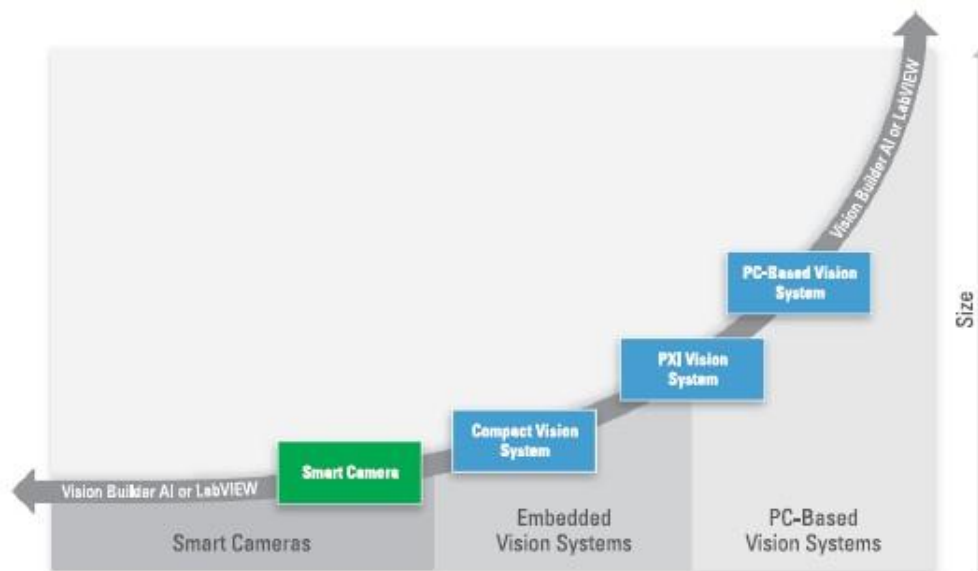 Vision Builder AI or LabVIEW
PC-Based Vision
System
Size
PXI Vision
System
Compact Vision
System
Smart Camera
Vision Builder AI or LabVIEW
Smart Cameras
Embedded
Vision Systems
PC-Based
Vision Systems